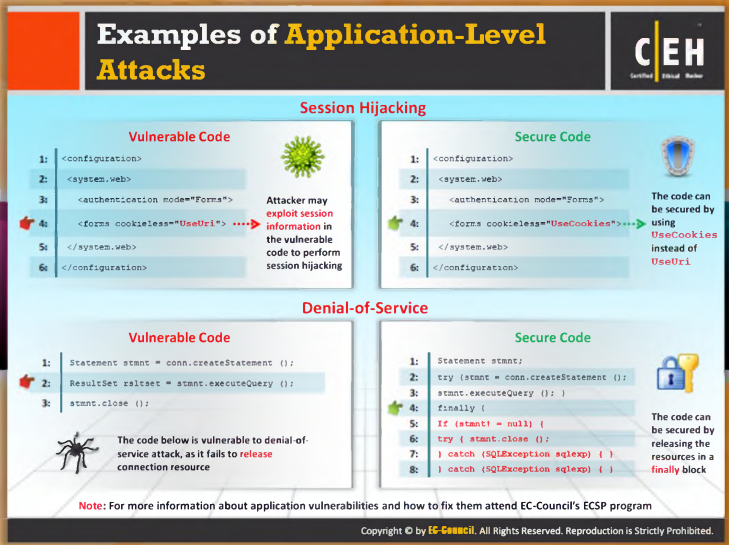 Examples of Application-Level
Attacks
C|EH
Certified Ethical Hacker
Session Hijacking
Vulnerable Code
1: <configuration>
2: <system.web>
3: <authentication mode="Forms">
4: <forms cookieless="UseUri">
5: </system.web>
6: </configuration>
Attacker may
exploit session
information in
the vulnerable
code to perform
session hijacking
Secure Code
1: <configuration>
2: <system.web>
3: <authentication mode="Forms">
4: <forms cookieless="UseCookies">
5: </system.web>
6: </configuration>
The code can
be secured by
using
UseCookies
instead of
UseUri
Denial-of-Service
Vulnerable Code
1: Statement stmnt = conn.createStatement ();
2: ResultSet rsltset = stmnt.executeQuery ();
3: stmnt.close ();
The code below is vulnerable to denial-of-
service attack, as it fails to release
connection resource
Secure Code
1: Statement stmnt;
2: try {stmnt = conn.createStatement ();
3: stmnt.executeQuery (); }
4: finally {
5: If (stmnt! = null) {
6: try { stmnt.close ();
7: } catch (SQLException sqlexp) { }
8: } catch (SQLException sqlexp) { }
The code can
be secured by
releasing the
resources in a
finally block
Note: For more information about application vulnerabilities and how to fix them attend EC-Council's ECSP program
Copyright © by EC-Council. All Rights Reserved. Reproduction is Strictly Prohibited.